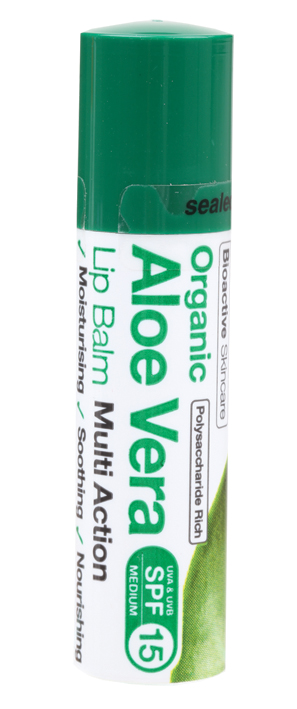 sealed
Bioactive Skincare
Organic
Polysaccharide Rich
Aloe Vera
Lip Balm Multi Action
✓ Moisturising ✓ Soothing ✓ Nourishing
UVA & UVB
SPF 15
MEDIUM